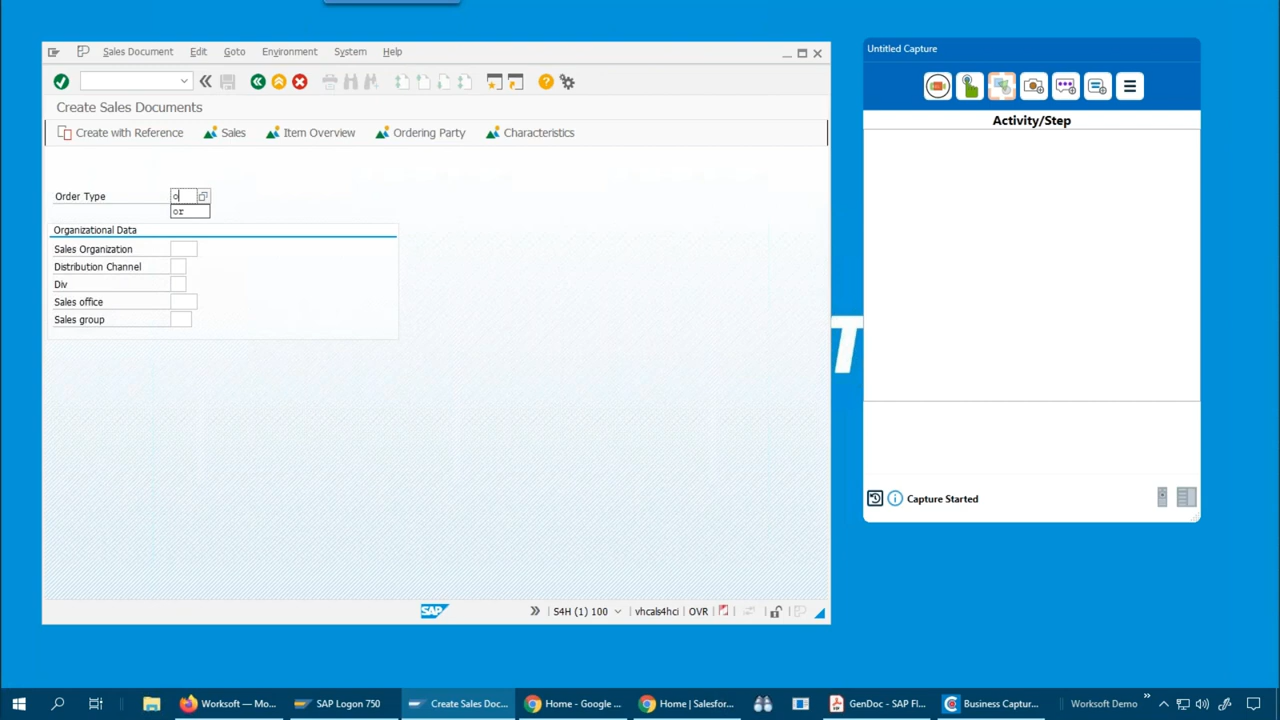 Sales Document Edit Goto Environment System Help
Create Sales Documents
Create with Reference Sales Item Overview Ordering Party Characteristics
Order Type o
or
Organizational Data
Sales Organization
Distribution Channel
Div
Sales office
Sales group
SAP S4H (1) 100 vhcals4hci OVR
T
Untitled Capture
Activity/Step
Capture Started
Worksoft — Mo... SAP Logon 750 Create Sales Doc... Home - Google ... Home | Salesfor... GenDoc - SAP Fl... Business Captur... Worksoft Demo